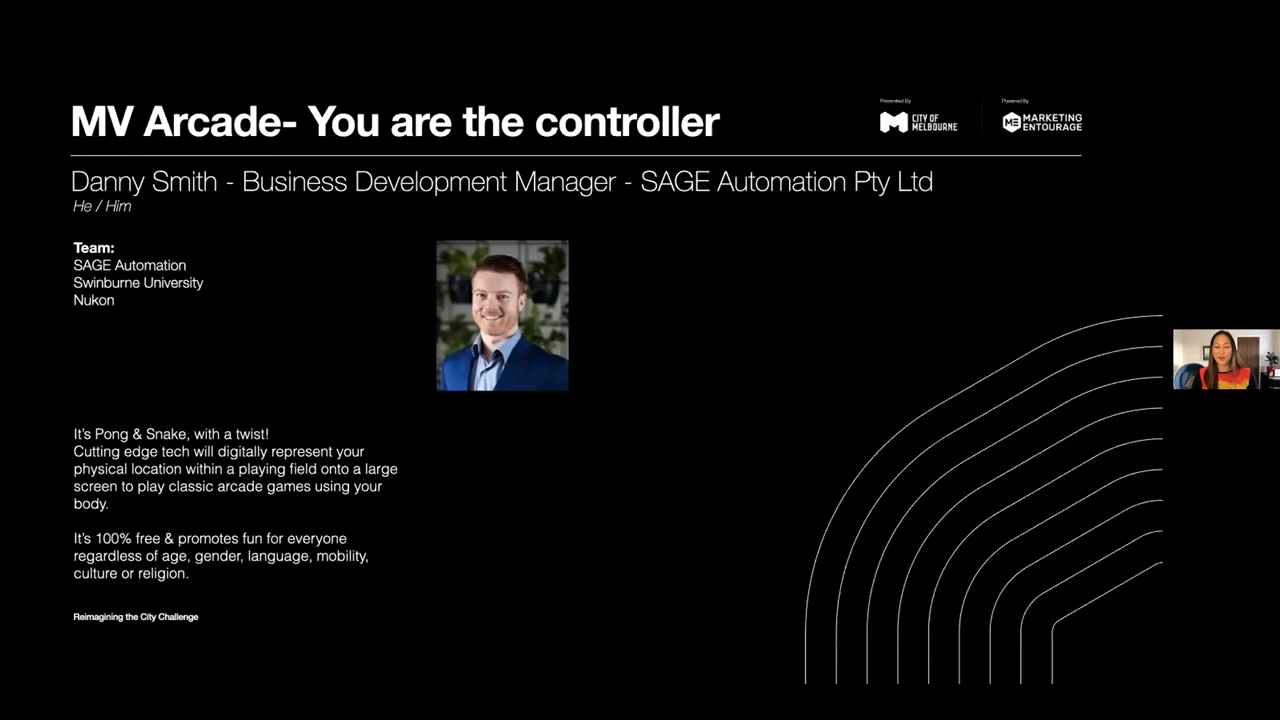 MV Arcade- You are the controller
Presented By
CITY OF
MELBOURNE
Powered By
ME
MARKETING
ENTOURAGE
Danny Smith - Business Development Manager - SAGE Automation Pty Ltd
He / Him
Team:
SAGE Automation
Swinburne University
Nukon
It's Pong & Snake, with a twist!
Cutting edge tech will digitally represent your
physical location within a playing field onto a large
screen to play classic arcade games using your
body.
It's 100% free & promotes fun for everyone
regardless of age, gender, language, mobility,
culture or religion.
Reimagining the City Challenge